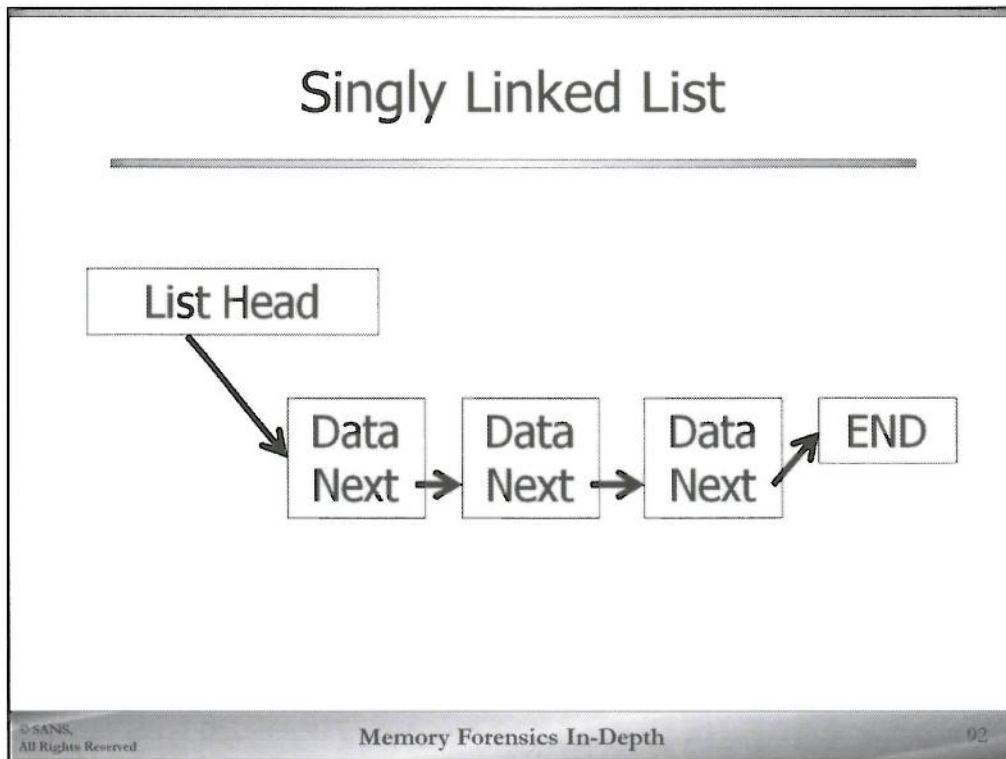 Singly Linked List
List Head
Data
Next
Data
Next
Data
Next
END
© SANS,
All Rights Reserved
Memory Forensics In-Depth
92